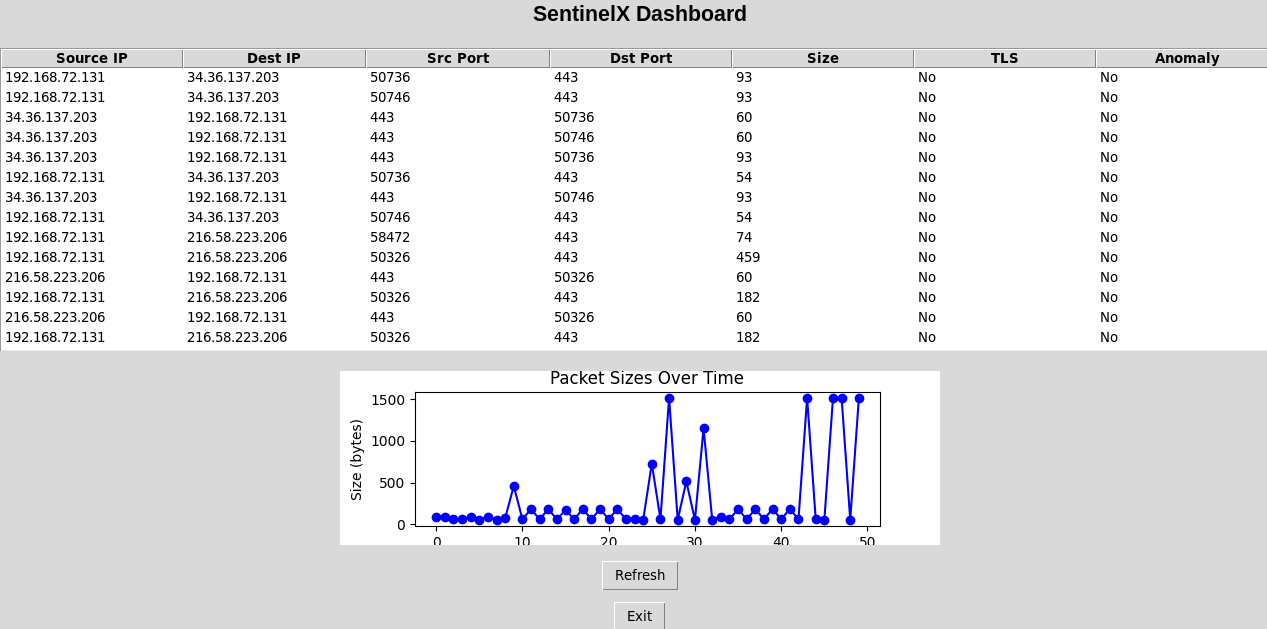 SentinelX Dashboard
Source IP Dest IP Src Port Dst Port Size TLS Anomaly
192.168.72.131 34.36.137.203 50736 443 93 No No
192.168.72.131 34.36.137.203 50746 443 93 No No
34.36.137.203 192.168.72.131 443 50736 60 No No
34.36.137.203 192.168.72.131 443 50746 60 No No
34.36.137.203 192.168.72.131 443 50736 93 No No
192.168.72.131 34.36.137.203 50736 443 54 No No
34.36.137.203 192.168.72.131 443 50746 93 No No
192.168.72.131 34.36.137.203 50746 443 54 No No
192.168.72.131 216.58.223.206 58472 443 74 No No
192.168.72.131 216.58.223.206 50326 443 459 No No
216.58.223.206 192.168.72.131 443 50326 60 No No
192.168.72.131 216.58.223.206 50326 443 182 No No
216.58.223.206 192.168.72.131 443 50326 60 No No
192.168.72.131 216.58.223.206 50326 443 182 No No
Packet Sizes Over Time
Size (bytes)
1500
1000
500
0
0 10 20 30 40 50
Refresh
Exit